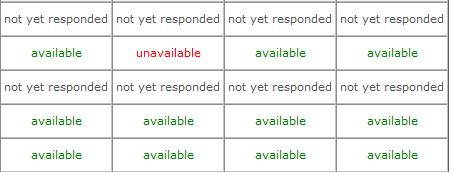 not yet responded not yet responded not yet responded not yet responded
available unavailable available available
not yet responded not yet responded not yet responded not yet responded
available available available available
available available available available